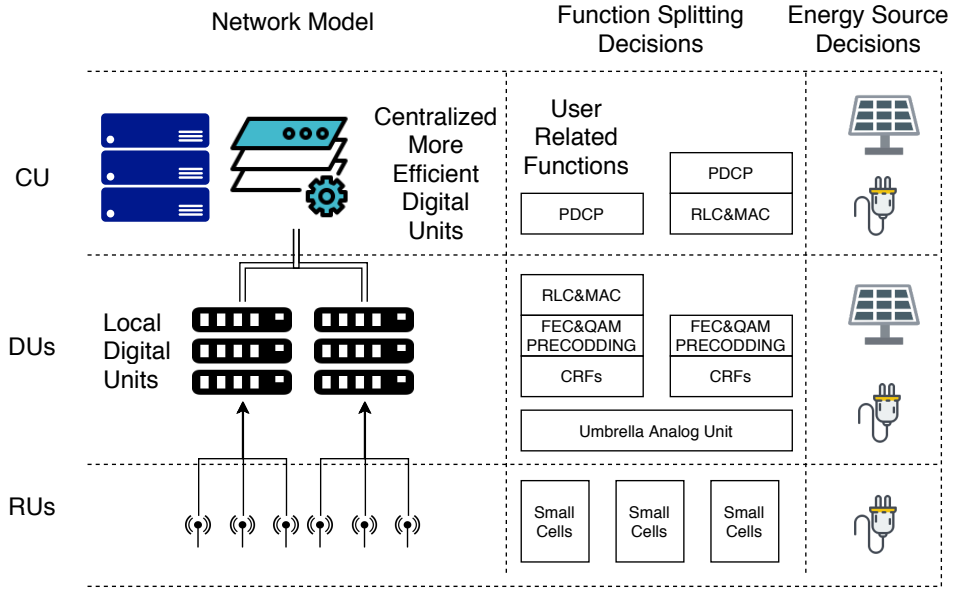 Network Model
Function Splitting
Decisions
Energy Source
Decisions
CU
Centralized
More
Efficient
Digital
Units
User
Related
Functions
PDCP
PDCP
RLC&MAC
DUs
Local
Digital
Units
RLC&MAC
FEC&QAM
PRECODDING
CRFs
FEC&QAM
PRECODDING
CRFs
Umbrella Analog Unit
RUs
Small
Cells
Small
Cells
Small
Cells